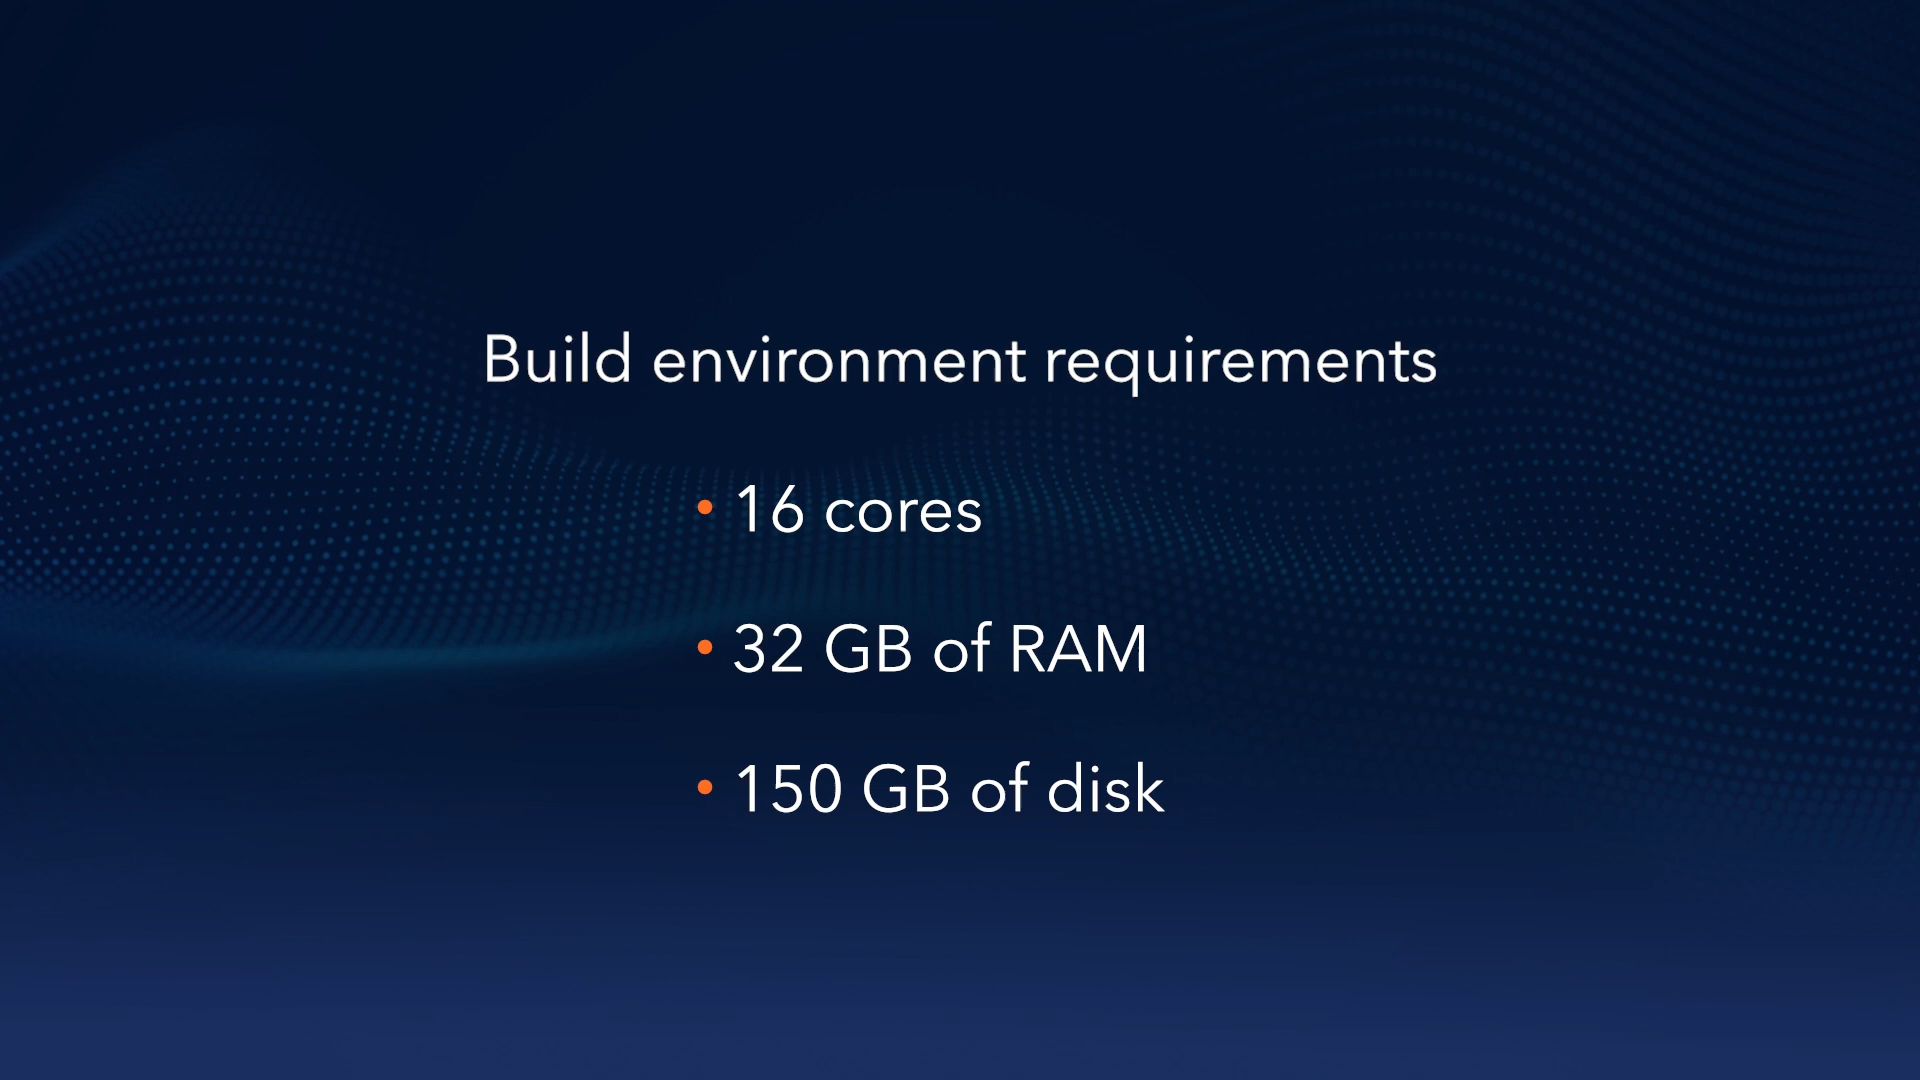 Build environment requirements
• 16 cores
• 32 GB of RAM
• 150 GB of disk